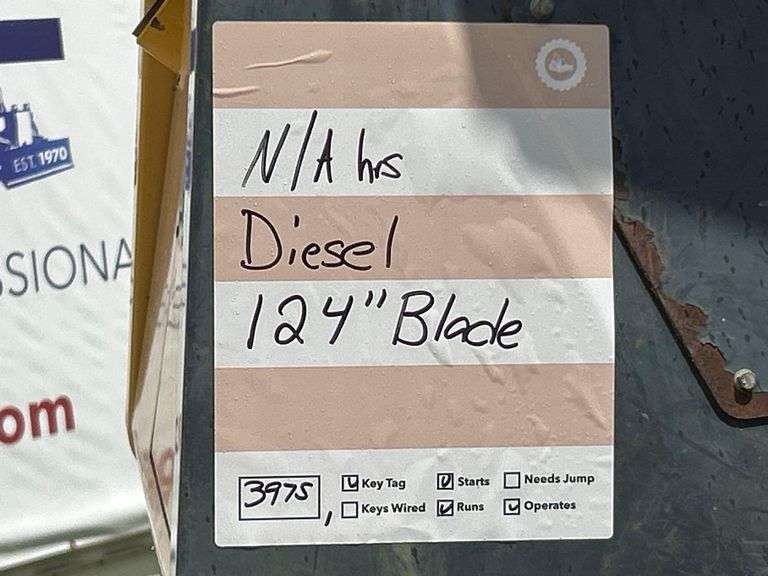 EST. 1970
SSIONA
om
N/A hrs
Diesel
124" Blade
3975,
Key Tag
Starts
Needs Jump
Keys Wired
Runs
Operates